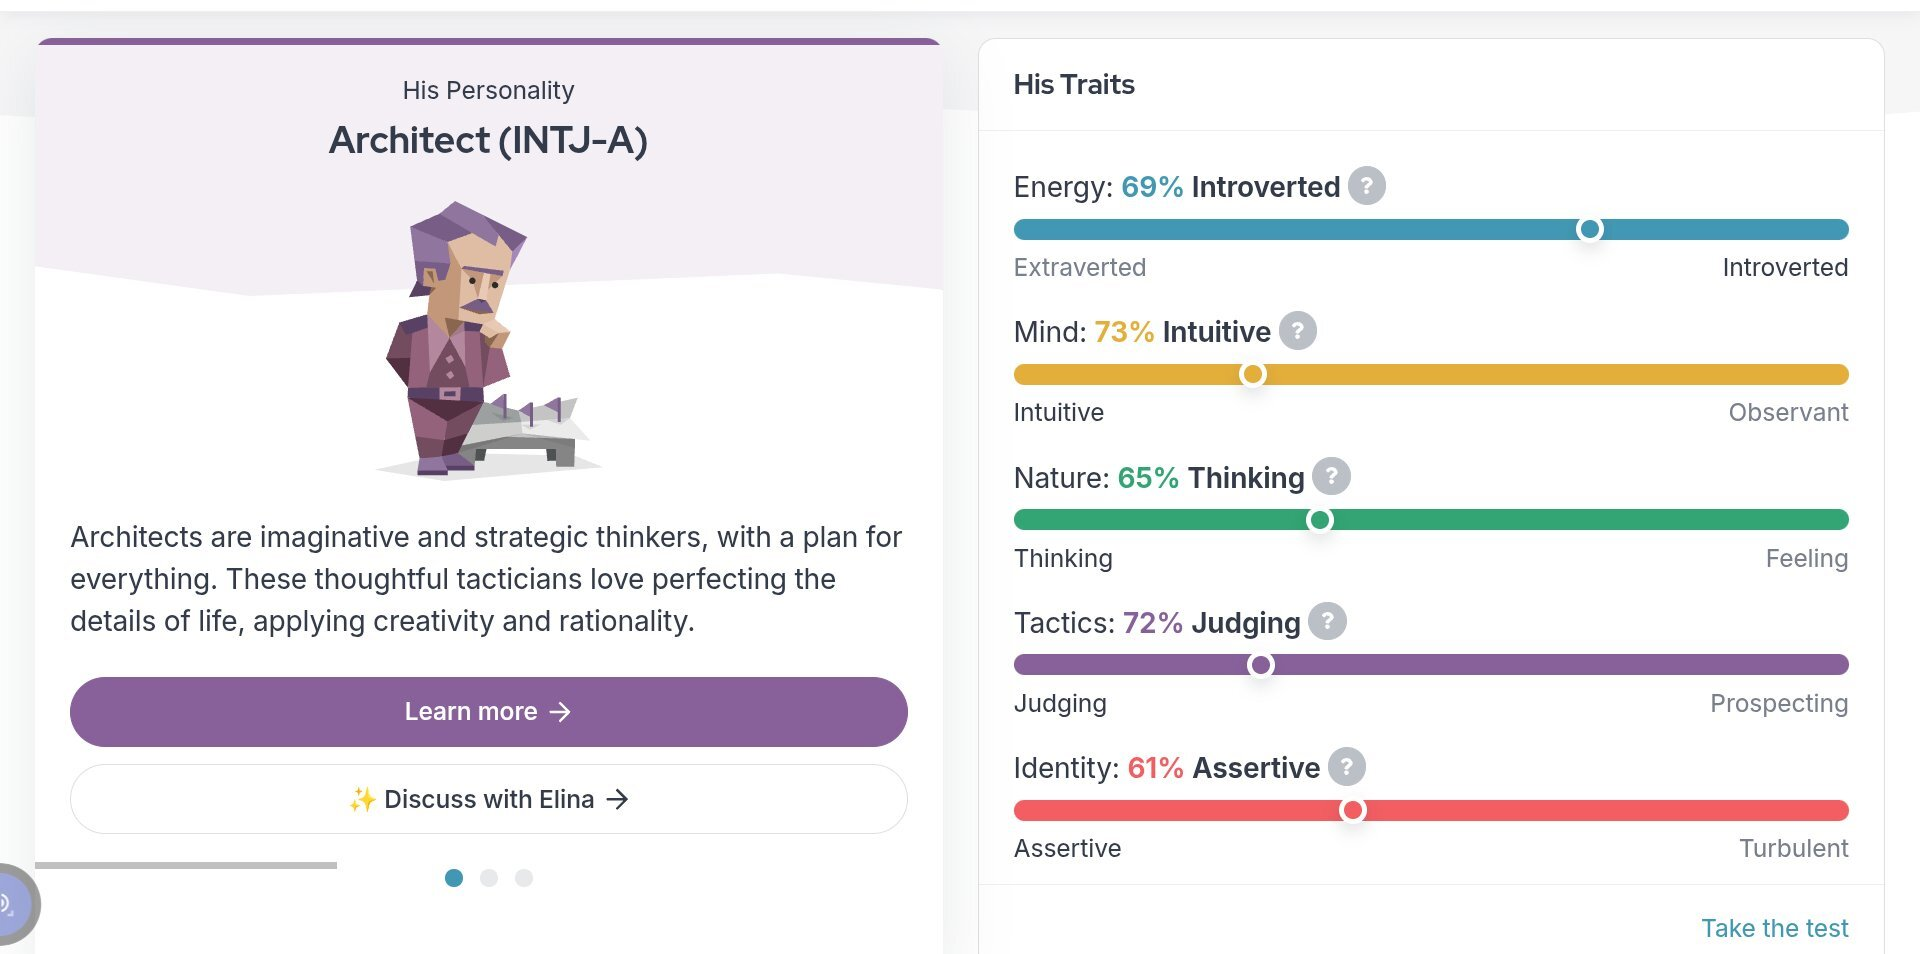 His Personality
Architect (INTJ-A)
Architects are imaginative and strategic thinkers, with a plan for
everything. These thoughtful tacticians love perfecting the
details of life, applying creativity and rationality.
Learn more →
✨ Discuss with Elina →
His Traits
Energy: 69% Introverted ?
Extraverted Introverted
Mind: 73% Intuitive ?
Intuitive Observant
Nature: 65% Thinking ?
Thinking Feeling
Tactics: 72% Judging ?
Judging Prospecting
Identity: 61% Assertive ?
Assertive Turbulent
Take the test